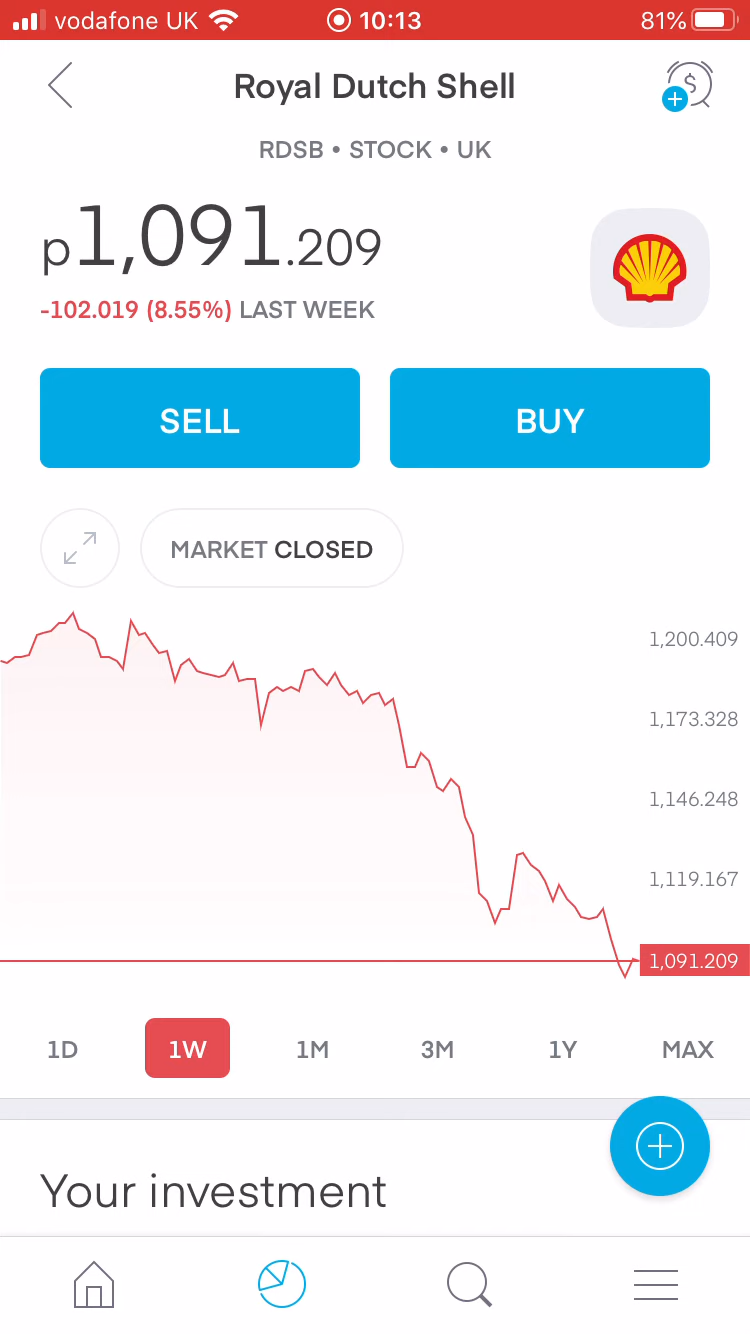 vodafone UK 10:13 81%
Royal Dutch Shell
$
RDSB • STOCK • UK
p1,091.209
-102.019 (8.55%) LAST WEEK
SELL BUY
MARKET CLOSED
1,200.409
1,173.328
1,146.248
1,119.167
1,091.209
1D 1W 1M 3M 1Y MAX
Your investment